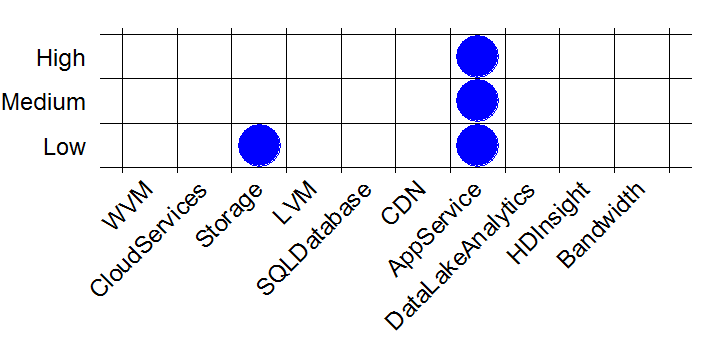 High
Medium
Low
WVM
CloudServices
Storage
LVM
SQLDatabase
CDN
AppService
DataLakeAnalytics
HDInsight
Bandwidth